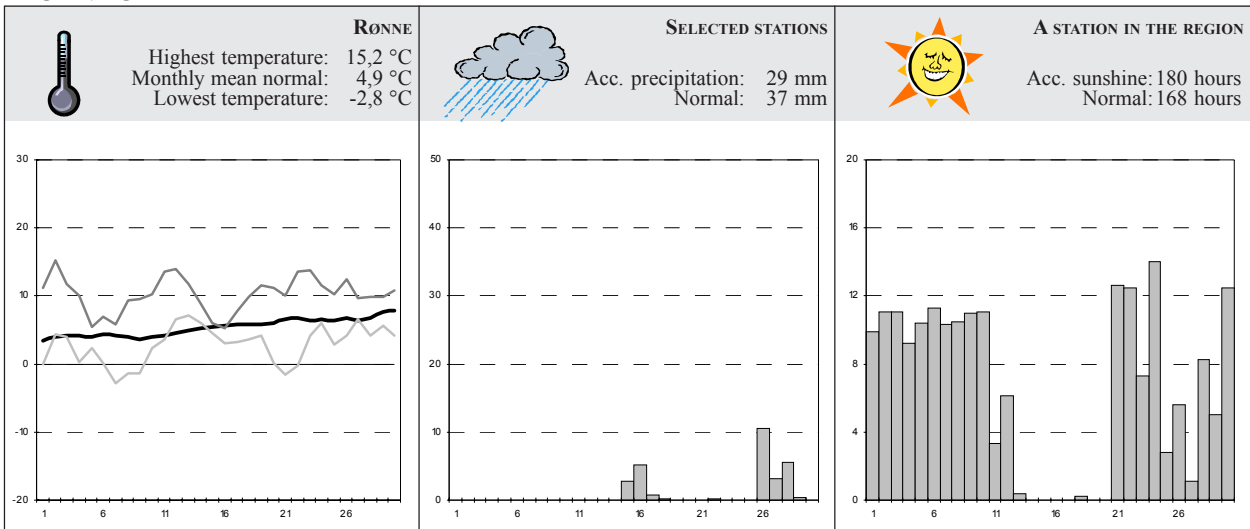 RØNNE
Highest temperature: 15,2 °C
Monthly mean normal: 4,9 °C
Lowest temperature: -2,8 °C
30
20
10
0
-10
-20
1 6 11 16 21 26
SELECTED STATIONS
Acc. precipitation: 29 mm
Normal: 37 mm
50
40
30
20
10
0
1 6 11 16 21 26
A STATION IN THE REGION
Acc. sunshine: 180 hours
Normal: 168 hours
20
16
12
8
4
0
1 6 11 16 21 26